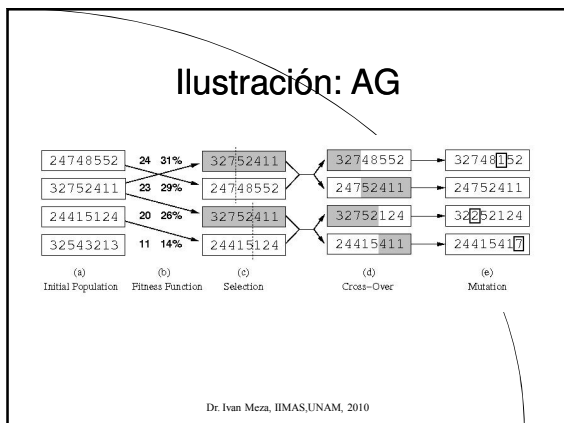 Ilustración: AG
24748552 24 31% 32752411 32748552 32748152
32752411 23 29% 24748552 24752411 24752411
24415124 20 26% 32752411 32752124 32252124
32543213 11 14% 24415124 24415411 24415417
(a) (b) (c) (d) (e)
Initial Population Fitness Function Selection Cross-Over Mutation
Dr. Ivan Meza, IIMAS,UNAM, 2010